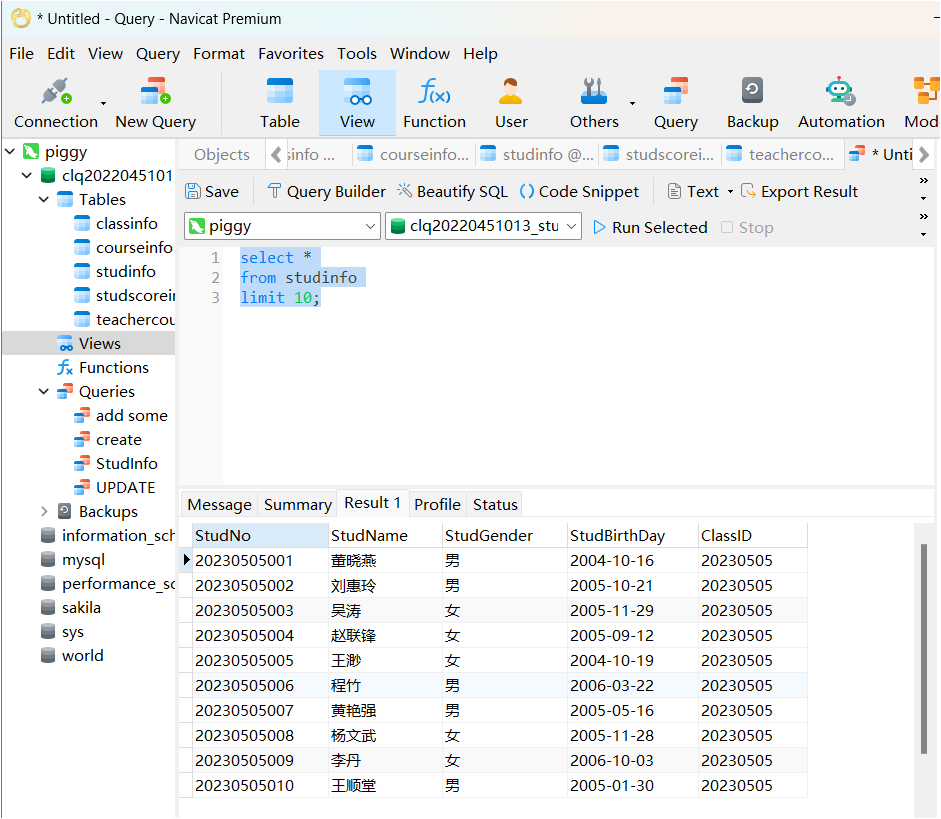 * Untitled - Query - Navicat Premium
File Edit View Query Format Favorites Tools Window Help
Connection New Query Table View Function User Others Query Backup Automation Mod
piggy
clq2022045101
Tables
classinfo
courseinfo
studinfo
studscorei
teachercou
Views
Functions
Queries
add some
create
StudInfo
UPDATE
Backups
information_sch
mysql
performance_sc
sakila
sys
world
Objects sinfo ... courseinfo... studinfo @... studscorei... teacherco... * Unti
Save Query Builder Beautify SQL () Code Snippet Text Export Result
piggy clq20220451013_stu Run Selected Stop
1 select *
2 from studinfo
3 limit 10;
Message Summary Result 1 Profile Status
StudNo StudName StudGender StudBirthDay ClassID
20230505001 董晓燕 男 2004-10-16 20230505
20230505002 刘惠玲 男 2005-10-21 20230505
20230505003 吴涛 女 2005-11-29 20230505
20230505004 赵联锋 女 2005-09-12 20230505
20230505005 王渺 女 2004-10-19 20230505
20230505006 程竹 男 2006-03-22 20230505
20230505007 黄艳强 男 2005-05-16 20230505
20230505008 杨文武 女 2005-11-28 20230505
20230505009 李丹 女 2006-10-03 20230505
20230505010 王顺堂 男 2005-01-30 20230505